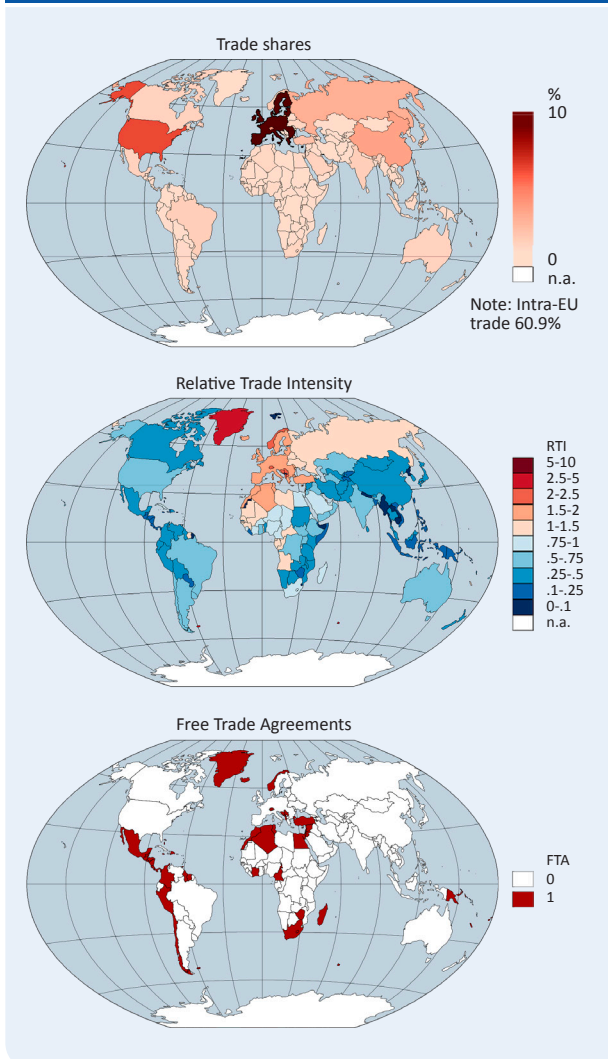 Trade shares
%
10
0
n.a.
Note: Intra-EU
trade 60.9%
Relative Trade Intensity
RTI
5-10
2.5-5
2-2.5
1.5-2
1-1.5
.75-1
.5-.75
.25-.5
.1-.25
0-.1
n.a.
Free Trade Agreements
FTA
0
1